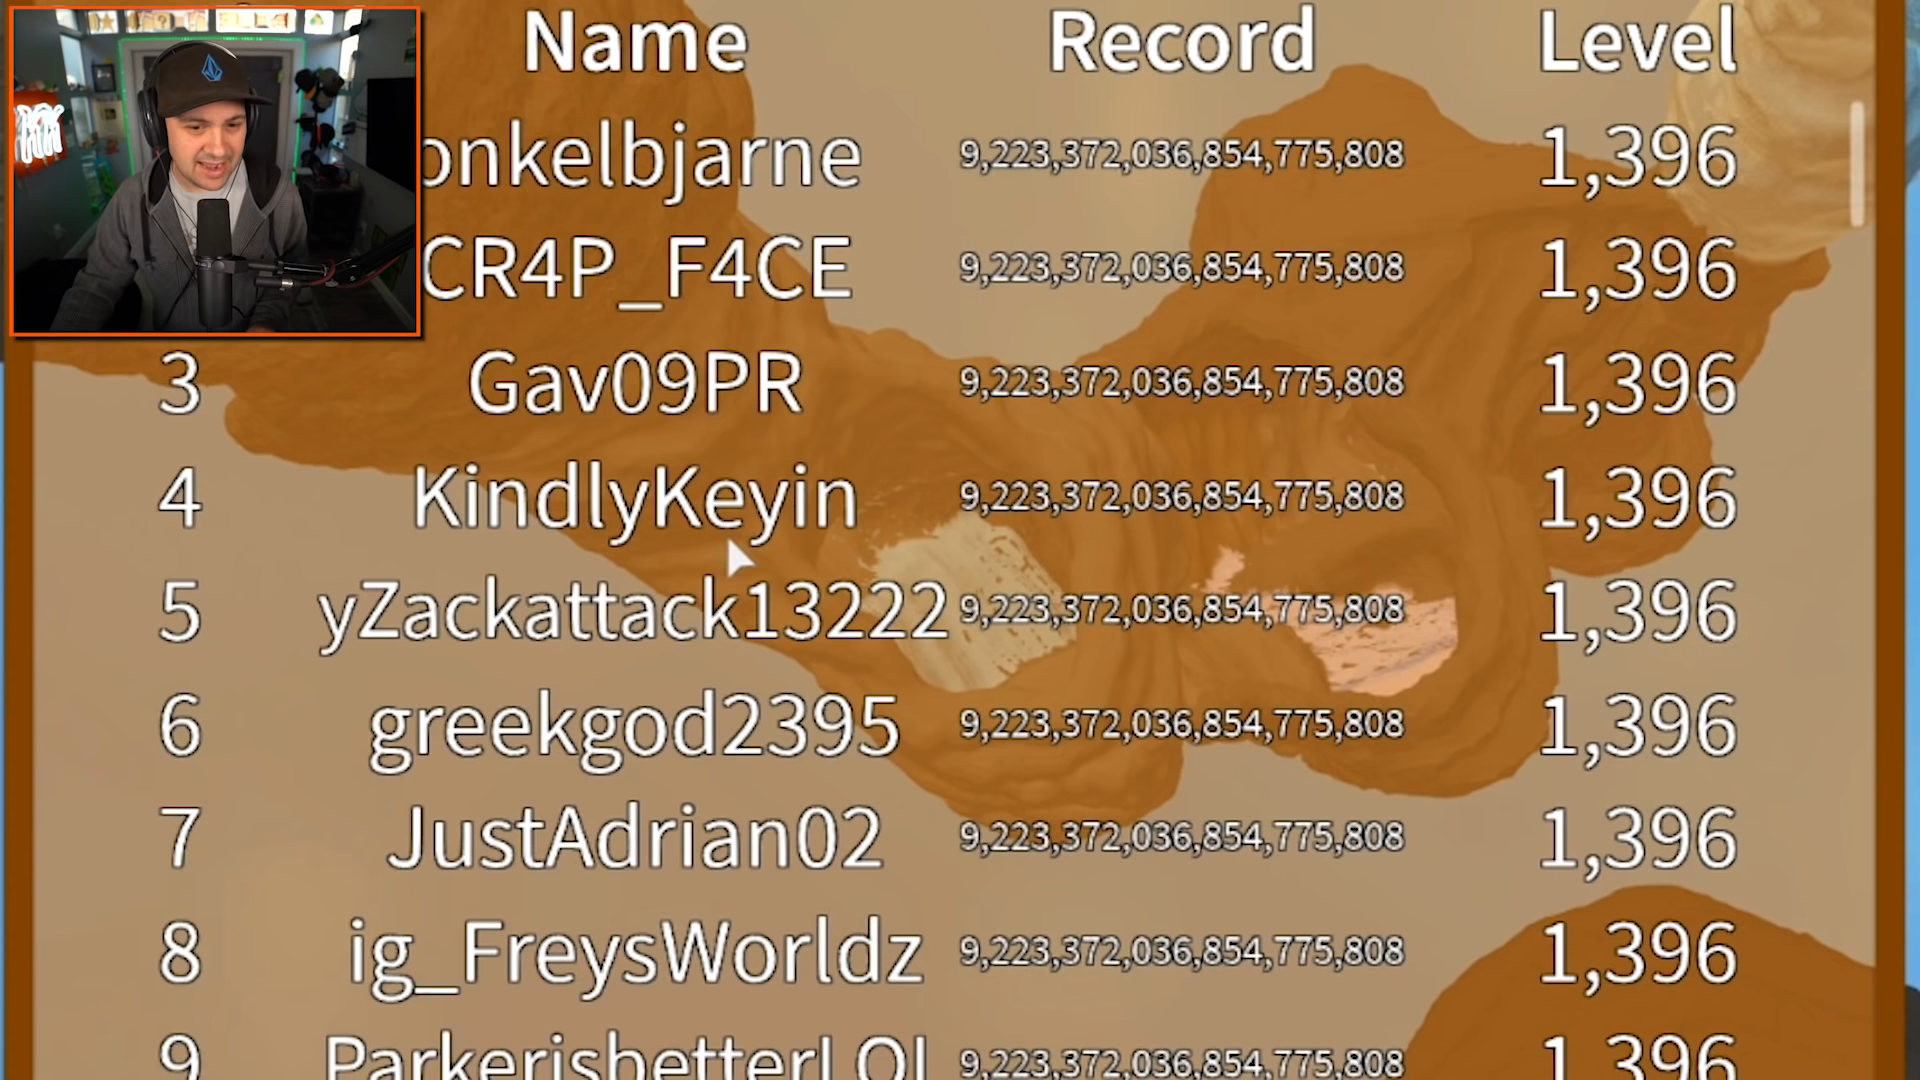 Name Record Level
onkelbjarne 9,223,372,036,854,775,808 1,396
CR4P_F4CE 9,223,372,036,854,775,808 1,396
3 Gav09PR 9,223,372,036,854,775,808 1,396
4 KindlyKeyin 9,223,372,036,854,775,808 1,396
5 yZackattack13222 9,223,372,036,854,775,808 1,396
6 greekgod2395 9,223,372,036,854,775,808 1,396
7 JustAdrian02 9,223,372,036,854,775,808 1,396
8 ig_FreysWorldz 9,223,372,036,854,775,808 1,396
9 ParkerisbetterLOL 9,223,372,036,854,775,808 1,396